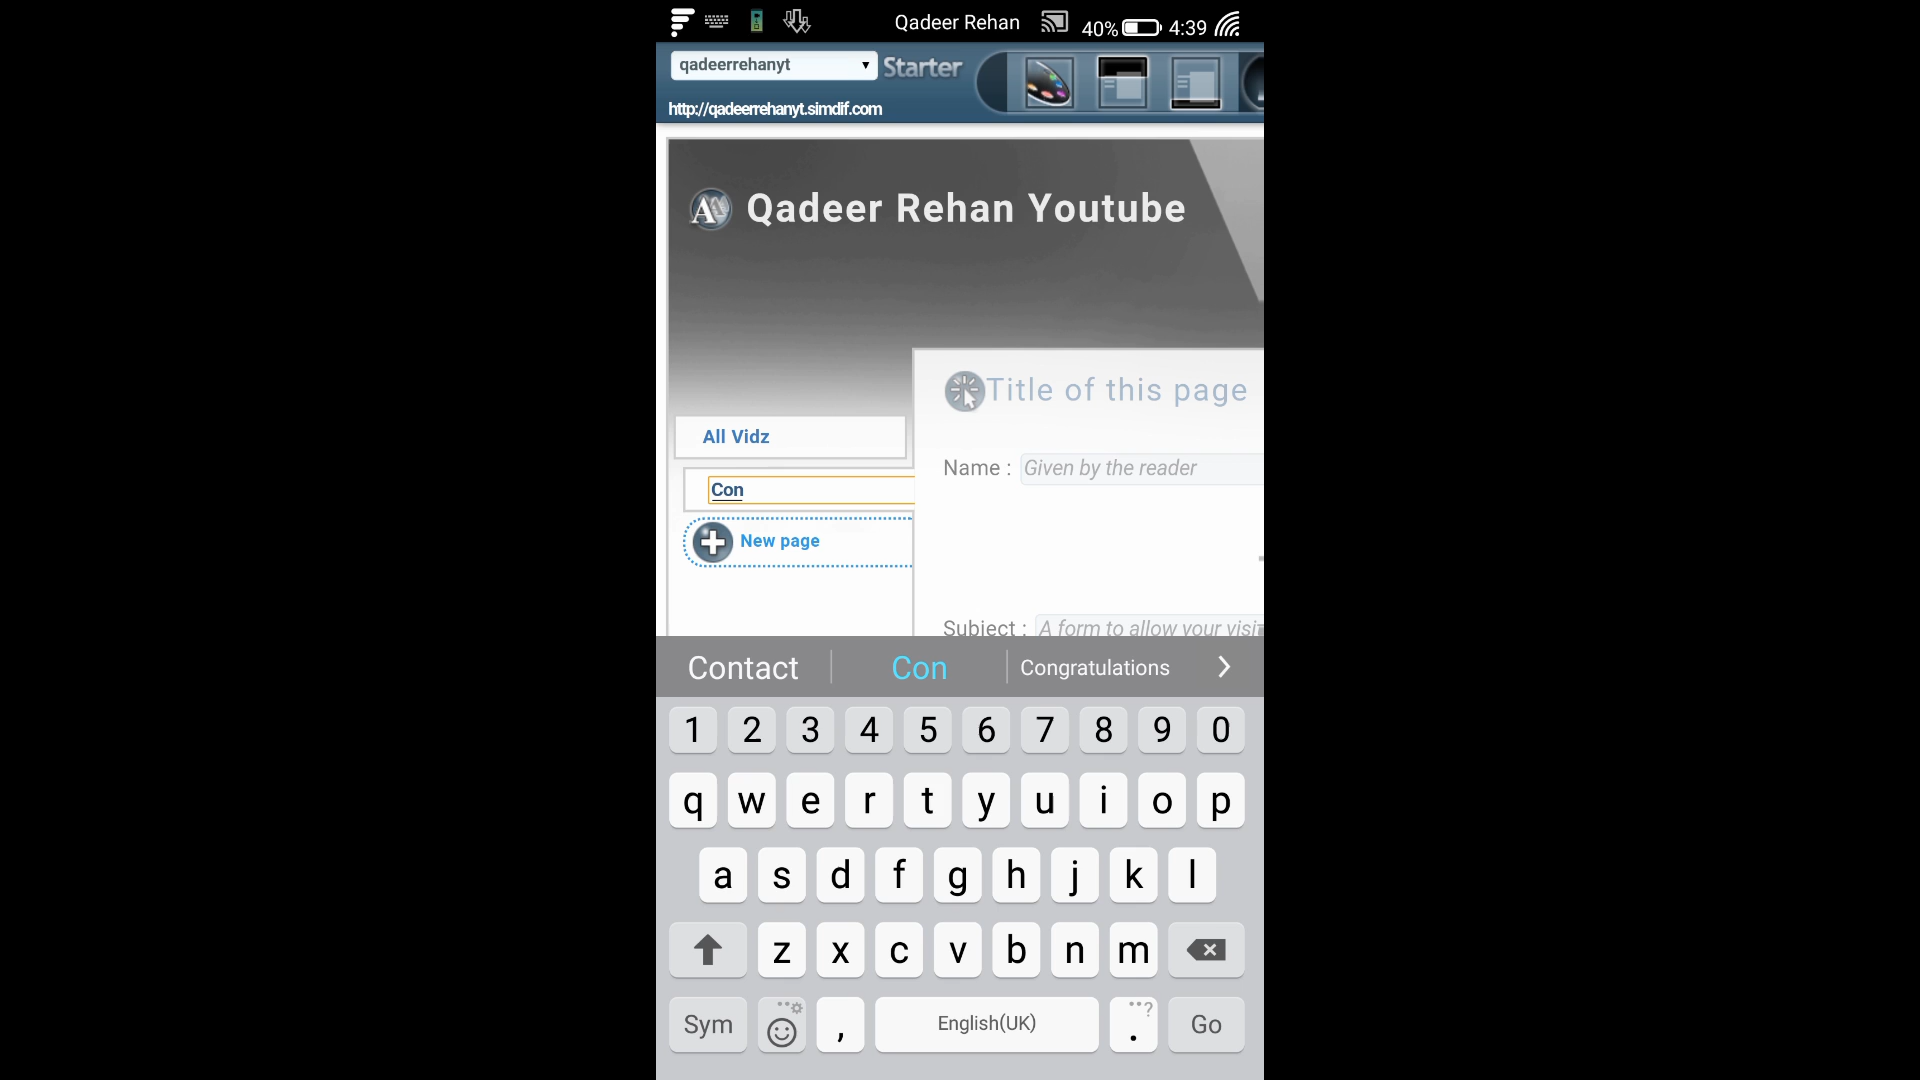 Qadeer Rehan 40% 4:39
qadeerrehanyt Starter
http://qadeerrehanyt.simdif.com
Qadeer Rehan Youtube
Title of this page
All Vidz
Name : Given by the reader
Con
New page
Subject : A form to allow your visi
Contact Con Congratulations
1 2 3 4 5 6 7 8 9 0
q w e r t y u i o p
a s d f g h j k l
z x c v b n m
Sym , English(UK) . ? Go